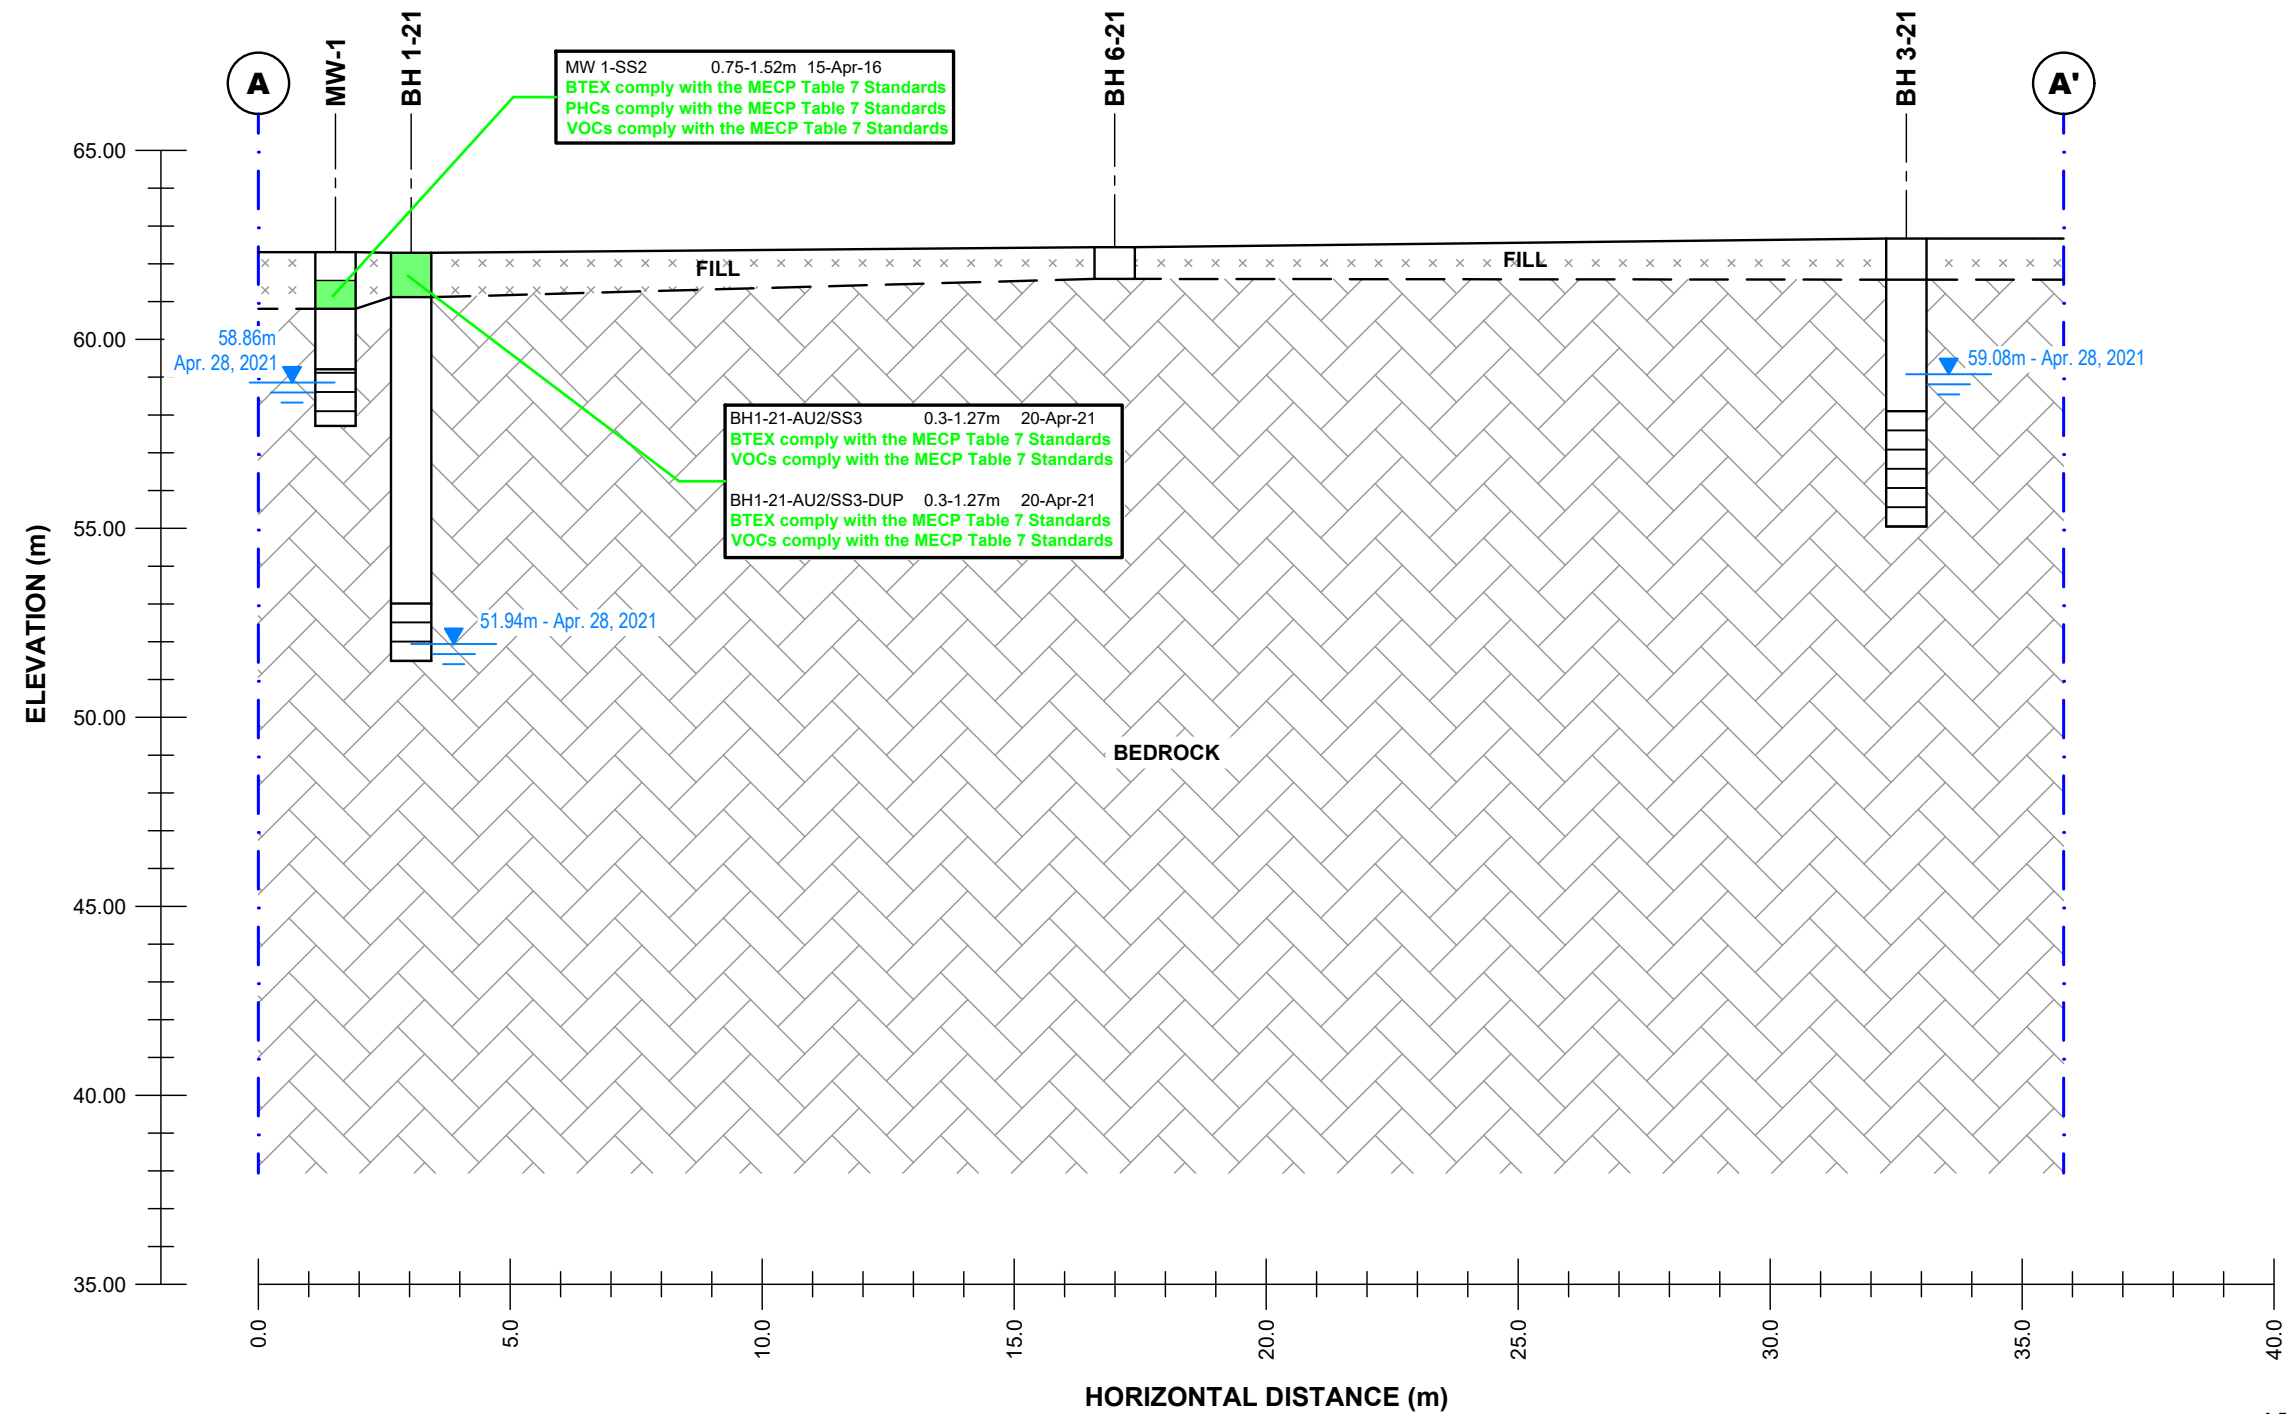 A
MW-1
BH 1-21
BH 6-21
BH 3-21
A'
MW 1-SS2 0.75-1.52m 15-Apr-16
BTEX comply with the MECP Table 7 Standards
PHCs comply with the MECP Table 7 Standards
VOCs comply with the MECP Table 7 Standards
65.00
60.00
55.00
50.00
45.00
40.00
35.00
ELEVATION (m)
FILL
FILL
58.86m
Apr. 28, 2021
59.08m - Apr. 28, 2021
BH1-21-AU2/SS3 0.3-1.27m 20-Apr-21
BTEX comply with the MECP Table 7 Standards
VOCs comply with the MECP Table 7 Standards
BH1-21-AU2/SS3-DUP 0.3-1.27m 20-Apr-21
BTEX comply with the MECP Table 7 Standards
VOCs comply with the MECP Table 7 Standards
51.94m - Apr. 28, 2021
BEDROCK
0.0
5.0
10.0
15.0
20.0
25.0
30.0
35.0
40.0
HORIZONTAL DISTANCE (m)